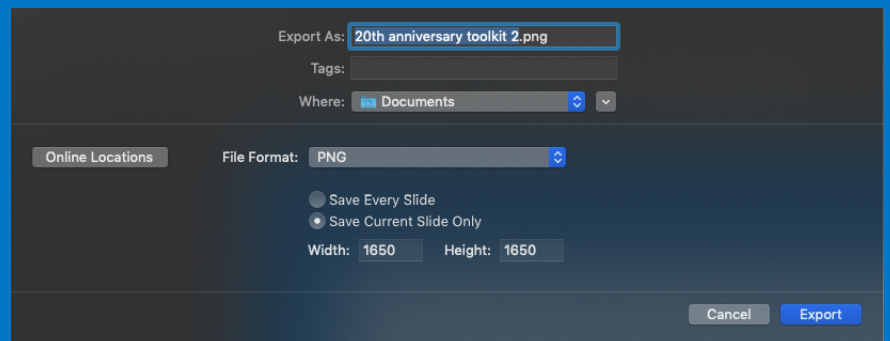 Export As: 20th anniversary toolkit 2.png
Tags:
Where: Documents
Online Locations File Format: PNG
Save Every Slide
Save Current Slide Only
Width: 1650 Height: 1650
Cancel Export